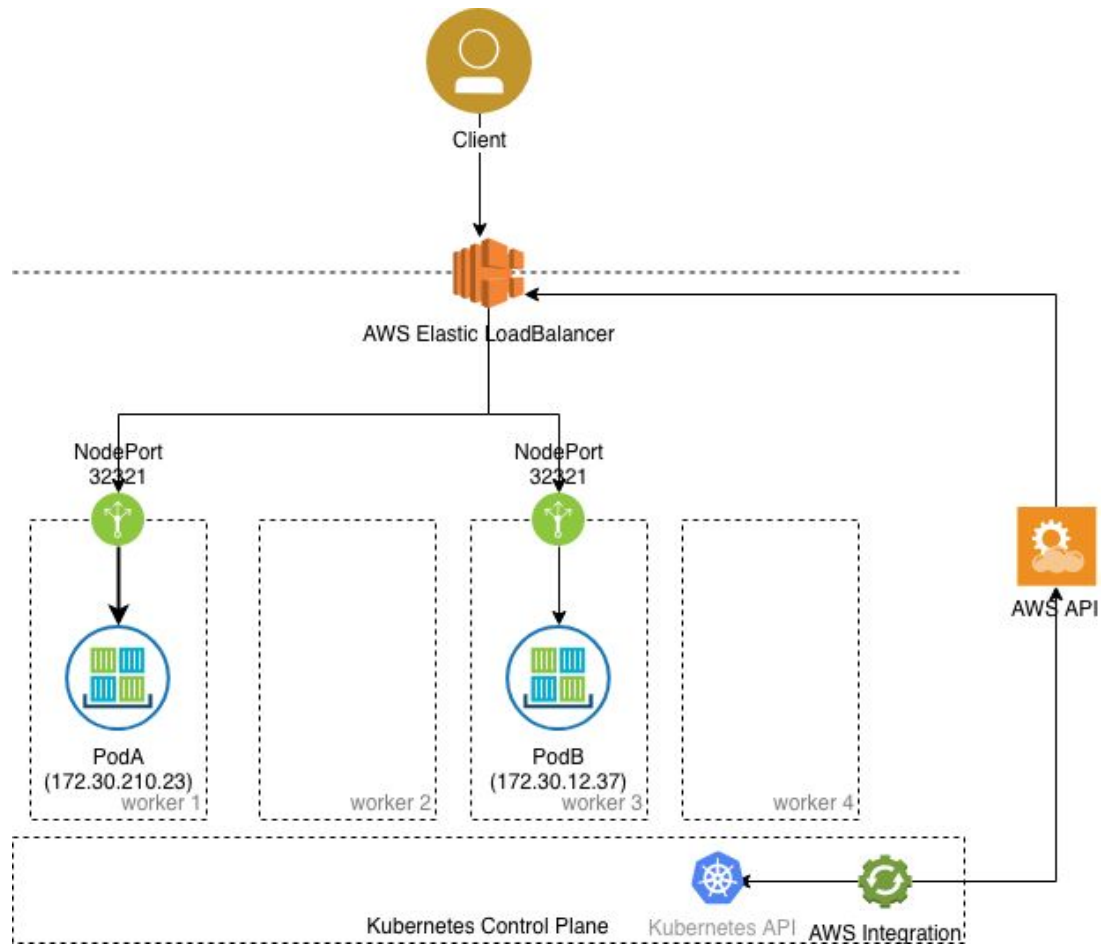 Client
AWS Elastic LoadBalancer
NodePort
32321
NodePort
32321
AWS API
PodA
(172.30.210.23)
worker 1
worker 2
PodB
(172.30.12.37)
worker 3
worker 4
Kubernetes Control Plane
Kubernetes API
AWS Integration